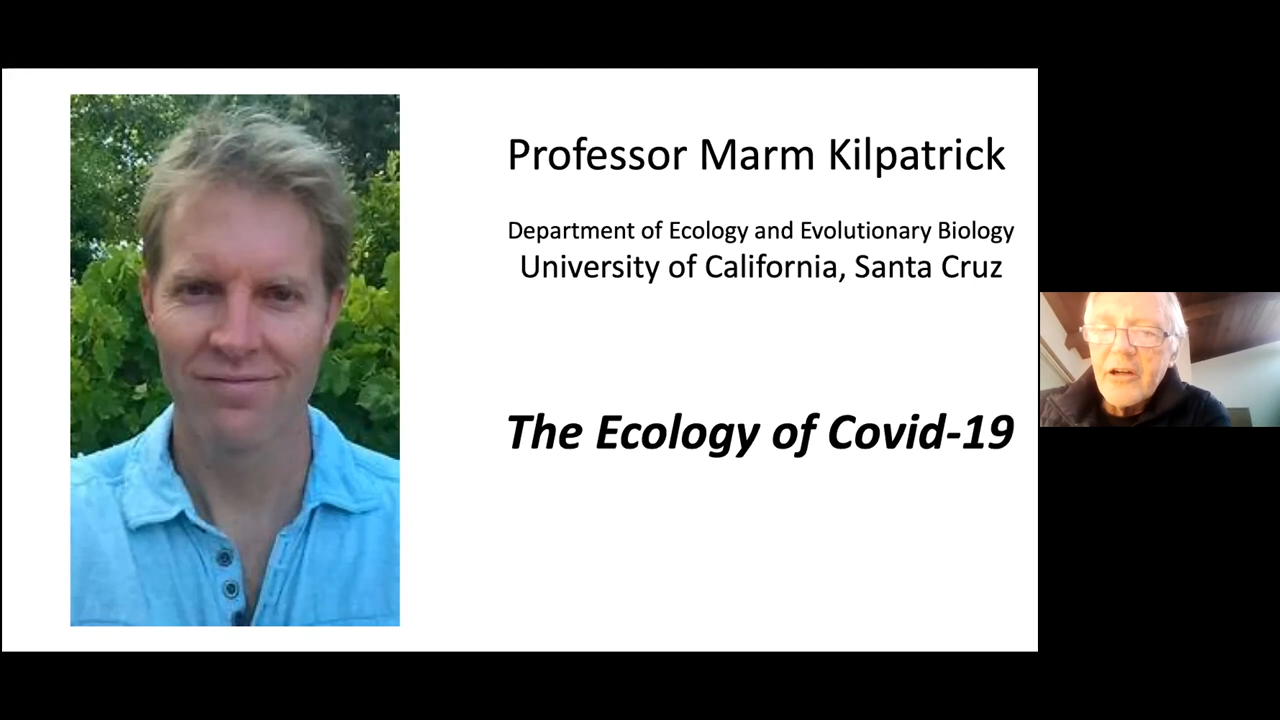 Professor Marm Kilpatrick
Department of Ecology and Evolutionary Biology
University of California, Santa Cruz
The Ecology of Covid-19